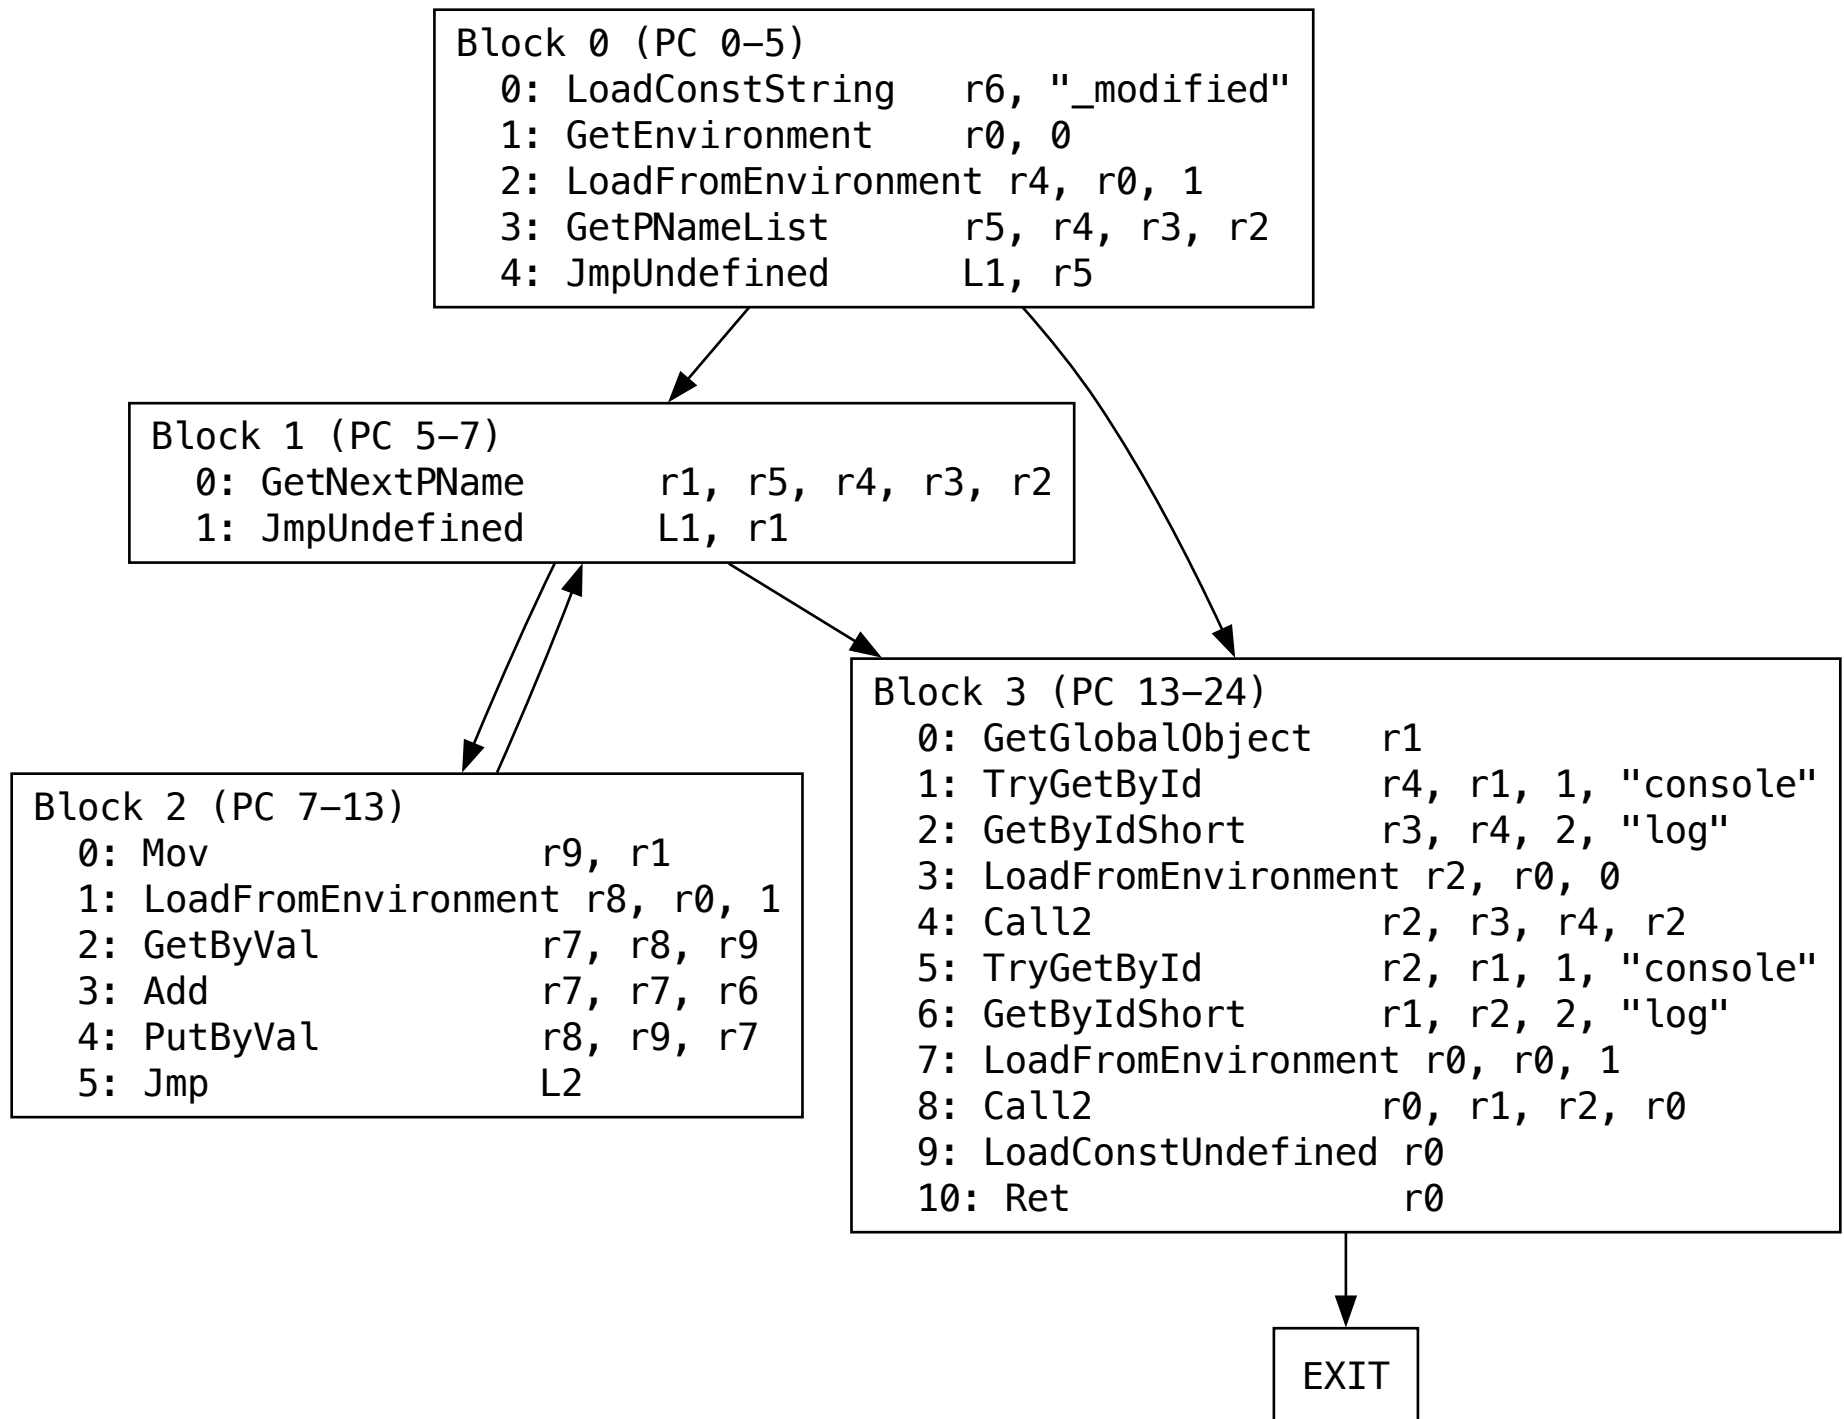 Block 0 (PC 0–5)
0: LoadConstString r6, "_modified"
1: GetEnvironment r0, 0
2: LoadFromEnvironment r4, r0, 1
3: GetPNameList r5, r4, r3, r2
4: JmpUndefined L1, r5
Block 1 (PC 5–7)
0: GetNextPName r1, r5, r4, r3, r2
1: JmpUndefined L1, r1
Block 2 (PC 7–13)
0: Mov r9, r1
1: LoadFromEnvironment r8, r0, 1
2: GetByVal r7, r8, r9
3: Add r7, r7, r6
4: PutByVal r8, r9, r7
5: Jmp L2
Block 3 (PC 13–24)
0: GetGlobalObject r1
1: TryGetById r4, r1, 1, "console"
2: GetByIdShort r3, r4, 2, "log"
3: LoadFromEnvironment r2, r0, 0
4: Call2 r2, r3, r4, r2
5: TryGetById r2, r1, 1, "console"
6: GetByIdShort r1, r2, 2, "log"
7: LoadFromEnvironment r0, r0, 1
8: Call2 r0, r1, r2, r0
9: LoadConstUndefined r0
10: Ret r0
EXIT